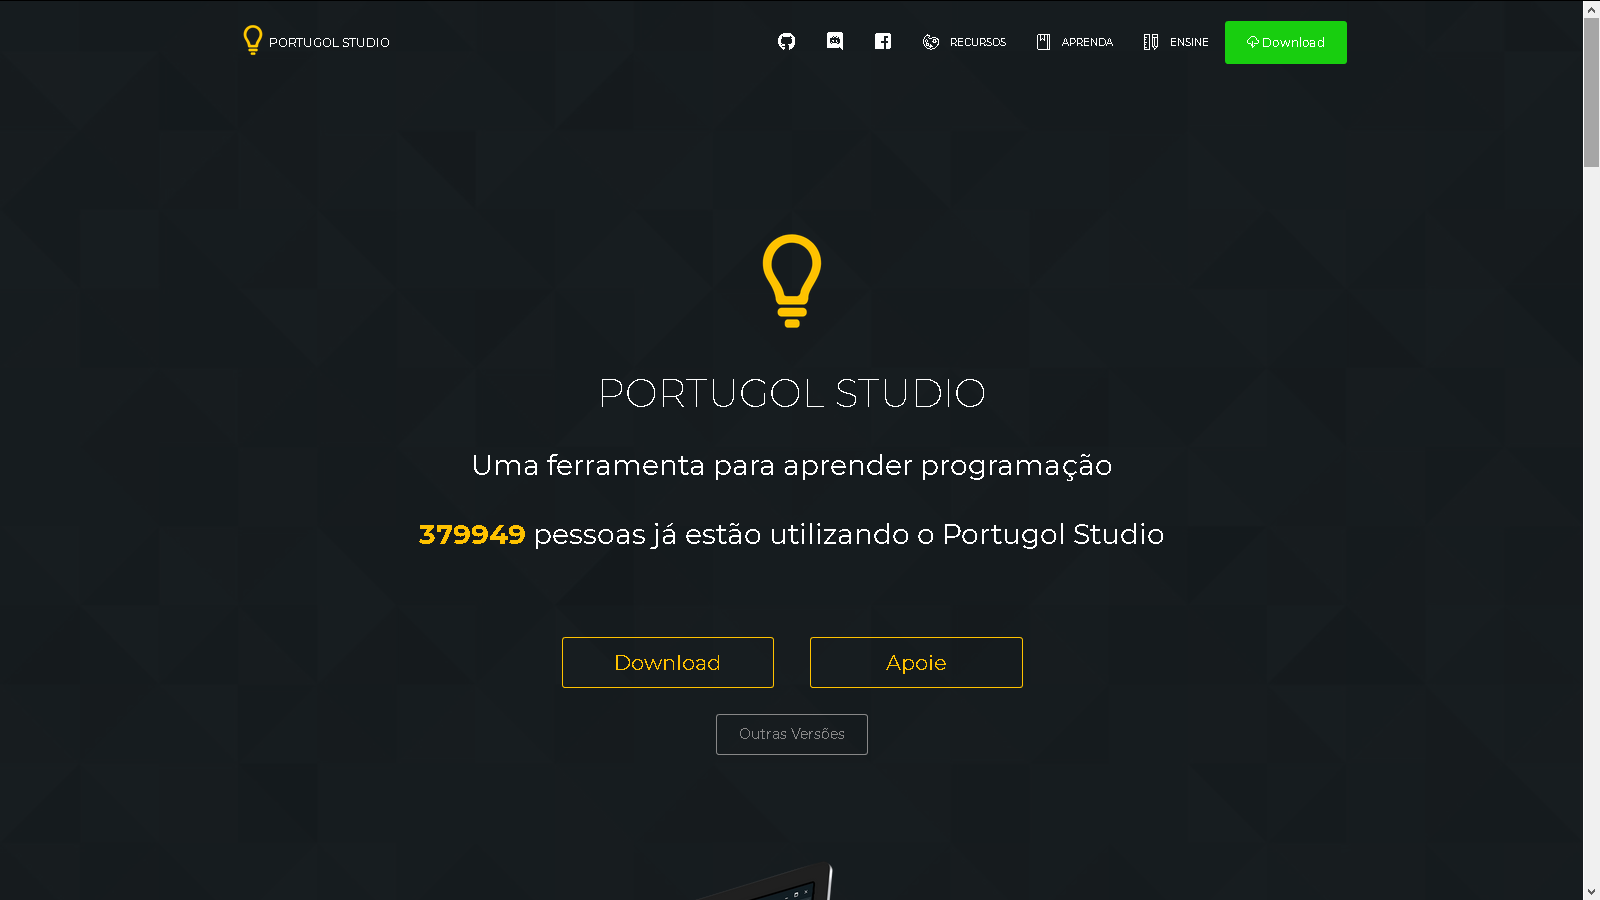 PORTUGOL STUDIO
RECURSOS
APRENDA
ENSINE
Download
PORTUGOL STUDIO
Uma ferramenta para aprender programação
379949 pessoas já estão utilizando o Portugol Studio
Download
Apoie
Outras Versões